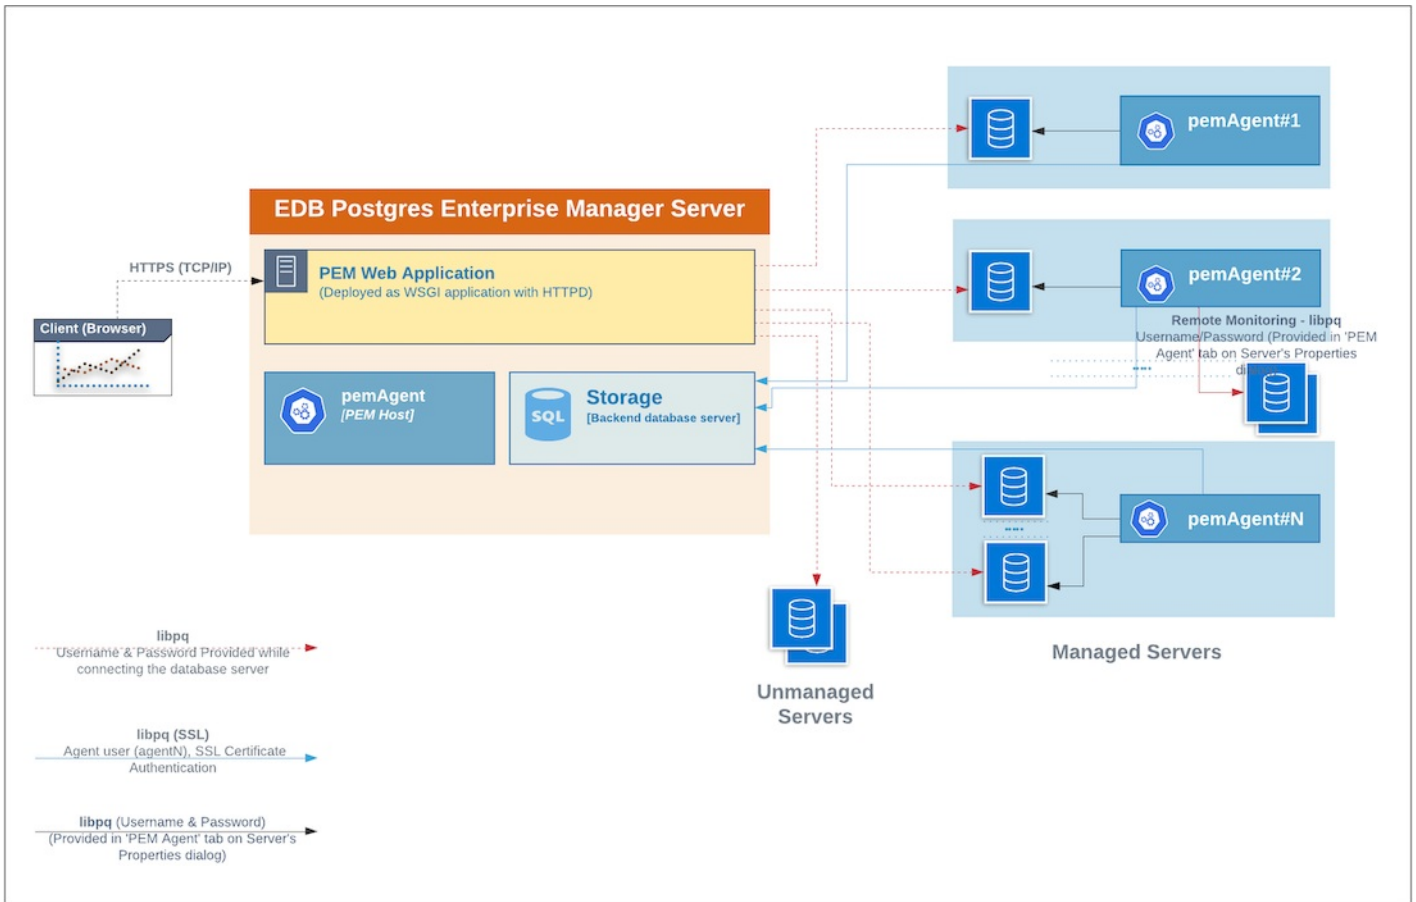 pemAgent#1
EDB Postgres Enterprise Manager Server
HTTPS (TCP/IP)
PEM Web Application
(Deployed as WSGI application with HTTPD)
pemAgent#2
Client (Browser)
Remote Monitoring - libpq
Username/Password (Provided in 'PEM
Agent' tab on Server's Properties
dialog)
pemAgent
[PEM Host]
SQL
Storage
[Backend database server]
pemAgent#N
libpq
Username & Password Provided while
connecting the database server
Managed Servers
Unmanaged
Servers
libpq (SSL)
Agent user (agentN), SSL Certificate
Authentication
libpq (Username & Password)
(Provided in 'PEM Agent' tab on Server's
Properties dialog)